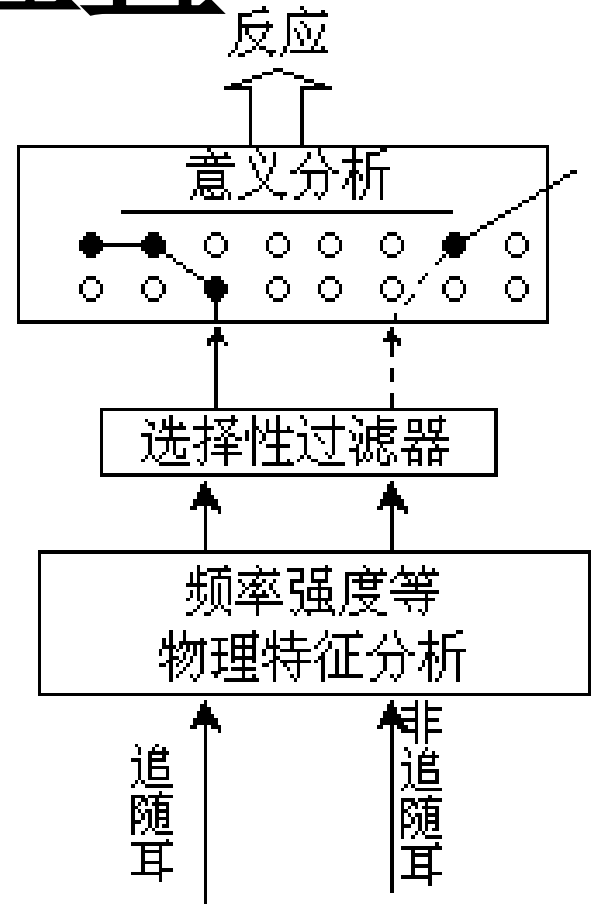 反应
意义分析
选择性过滤器
频率强度等
物理特征分析
追随耳
非追随耳